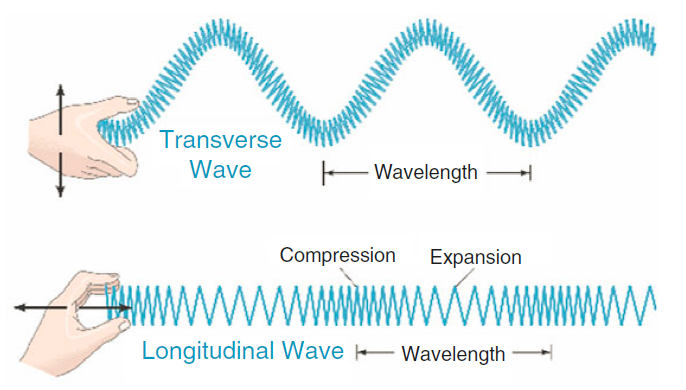 Transverse
Wave
Wavelength
Compression Expansion
Longitudinal Wave Wavelength